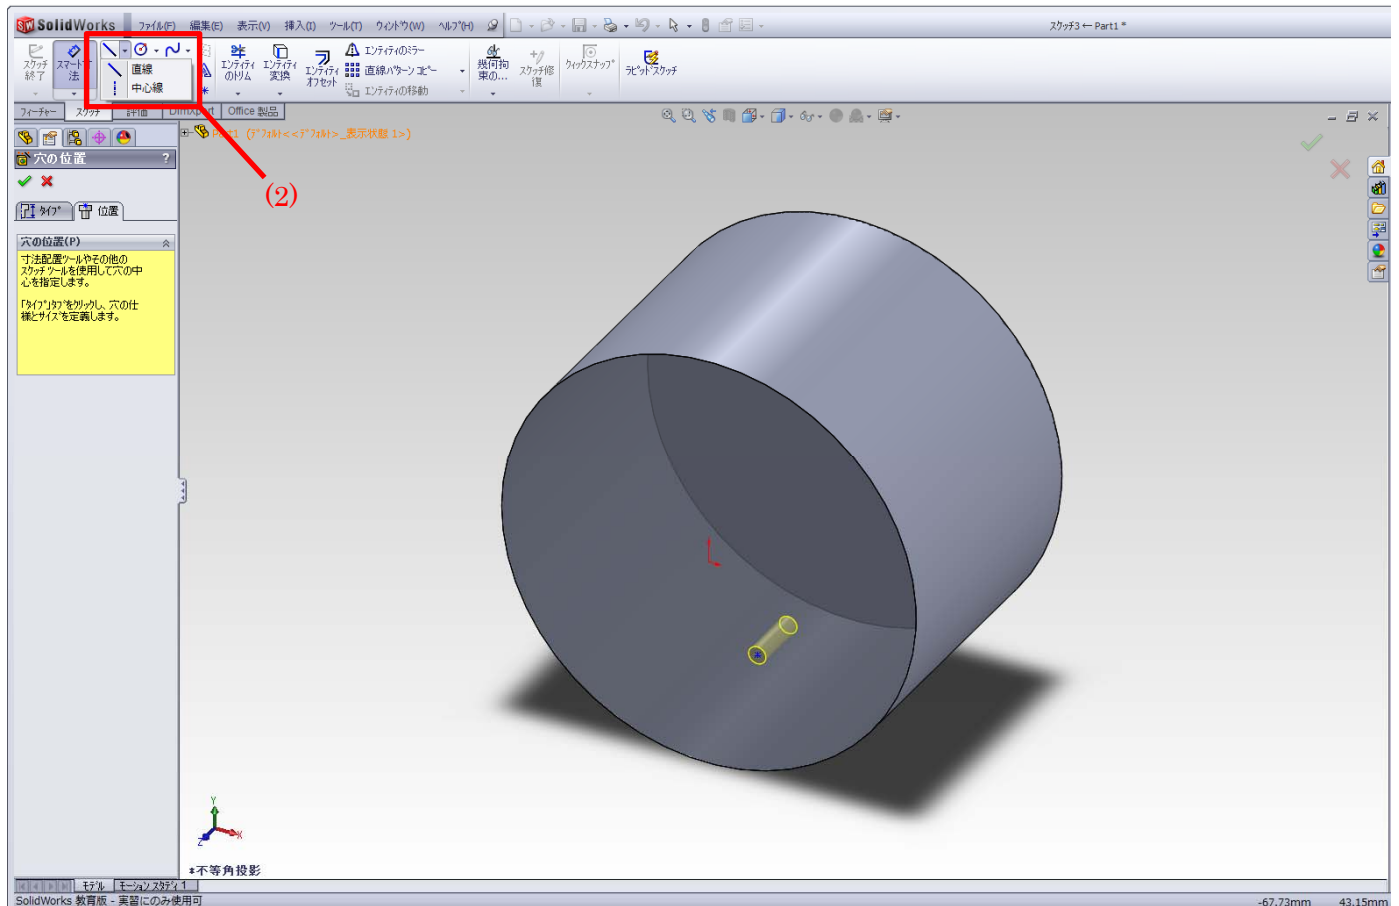 SolidWorks ファイル(F) 編集(E) 表示(V) 挿入(I) ツール(T) ウィンドウ(W) ヘルプ(H) スケッチ3 ← Part1 *
スケッチ終了
直線
中心線
エンティティのトリム
エンティティ変換
エンティティオフセット
エンティティのミラー
直線パターン コピー
エンティティの移動
幾何拘束の...
スケッチ修復
クイックスナップ
ラピッドスケッチ
フィーチャー スケッチ 評価 DimXpert Office 製品
Part1 (デフォルト<<デフォルト>_表示状態 1>)
穴の位置 ?
(2)
タイプ 位置
穴の位置(P)
寸法配置ツールやその他の
スケッチ ツールを使用して穴の中
心を指定します。
「タイプ」タブをクリックし、穴の仕
様とサイズを定義します。
Y
X
Z
*不等角投影
モデル モーション スタディ 1
SolidWorks 教育版 - 実習にのみ使用可 -67.73mm 43.15mm